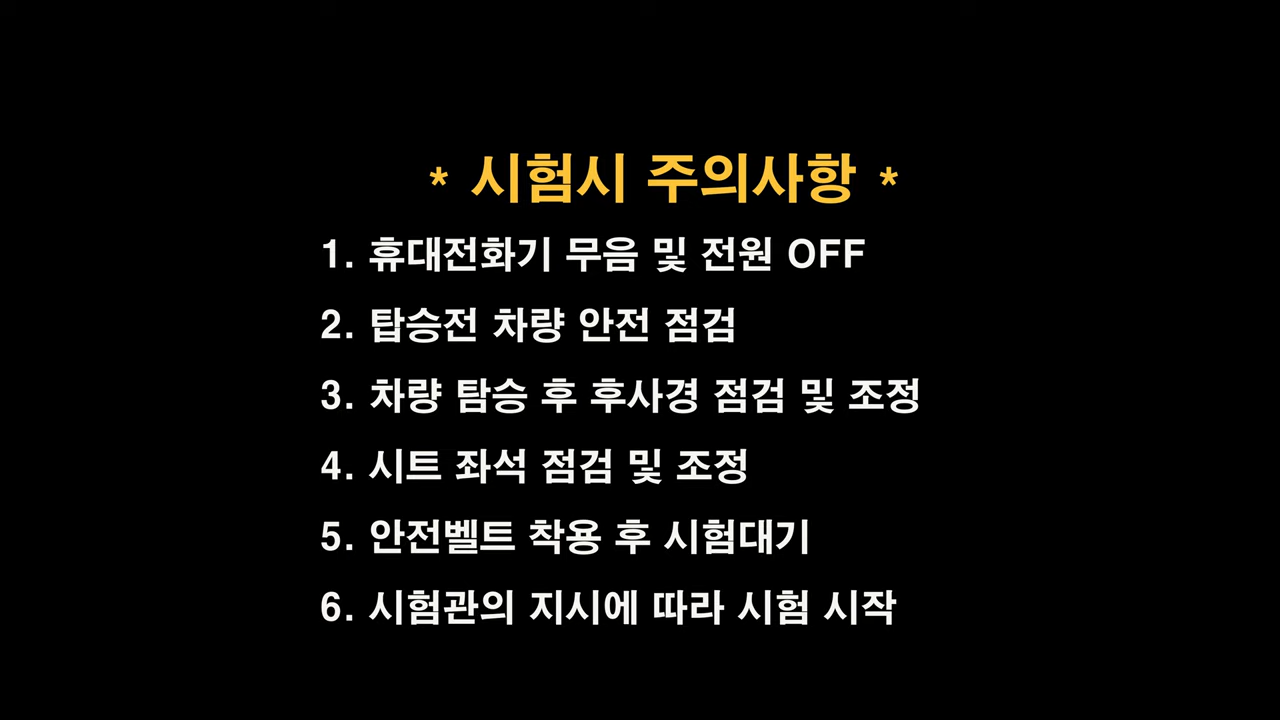 * 시험시 주의사항 *
1. 휴대전화기 무음 및 전원 OFF
2. 탑승전 차량 안전 점검
3. 차량 탐승 후 후사경 점검 및 조정
4. 시트 좌석 점검 및 조정
5. 안전벨트 착용 후 시험대기
6. 시험관의 지시에 따라 시험 시작